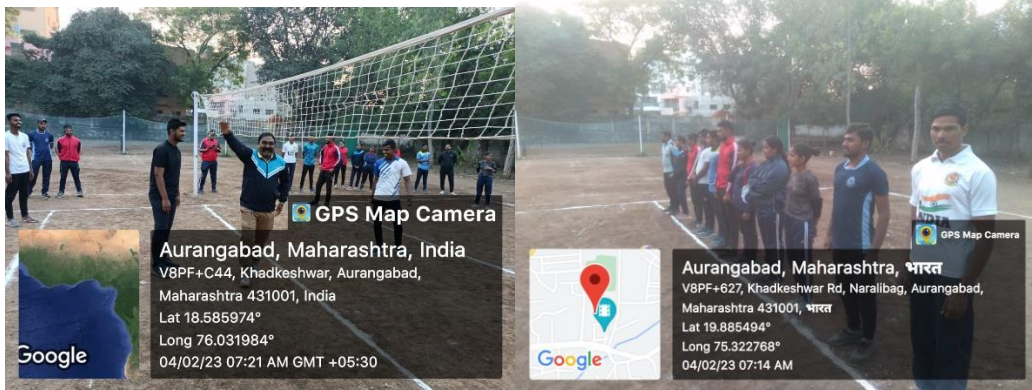 GPS Map Camera
Aurangabad, Maharashtra, India
V8PF+C44, Khadkeshwar, Aurangabad,
Maharashtra 431001, India
Lat 18.585974°
Long 76.031984°
04/02/23 07:21 AM GMT +05:30
Google
INDIA
GPS Map Camera
Aurangabad, Maharashtra, भारत
V8PF+627, Khadkeshwar Rd, Naralibag, Aurangabad,
Maharashtra 431001, भारत
Lat 19.885494°
Long 75.322768°
04/02/23 07:14 AM
Google